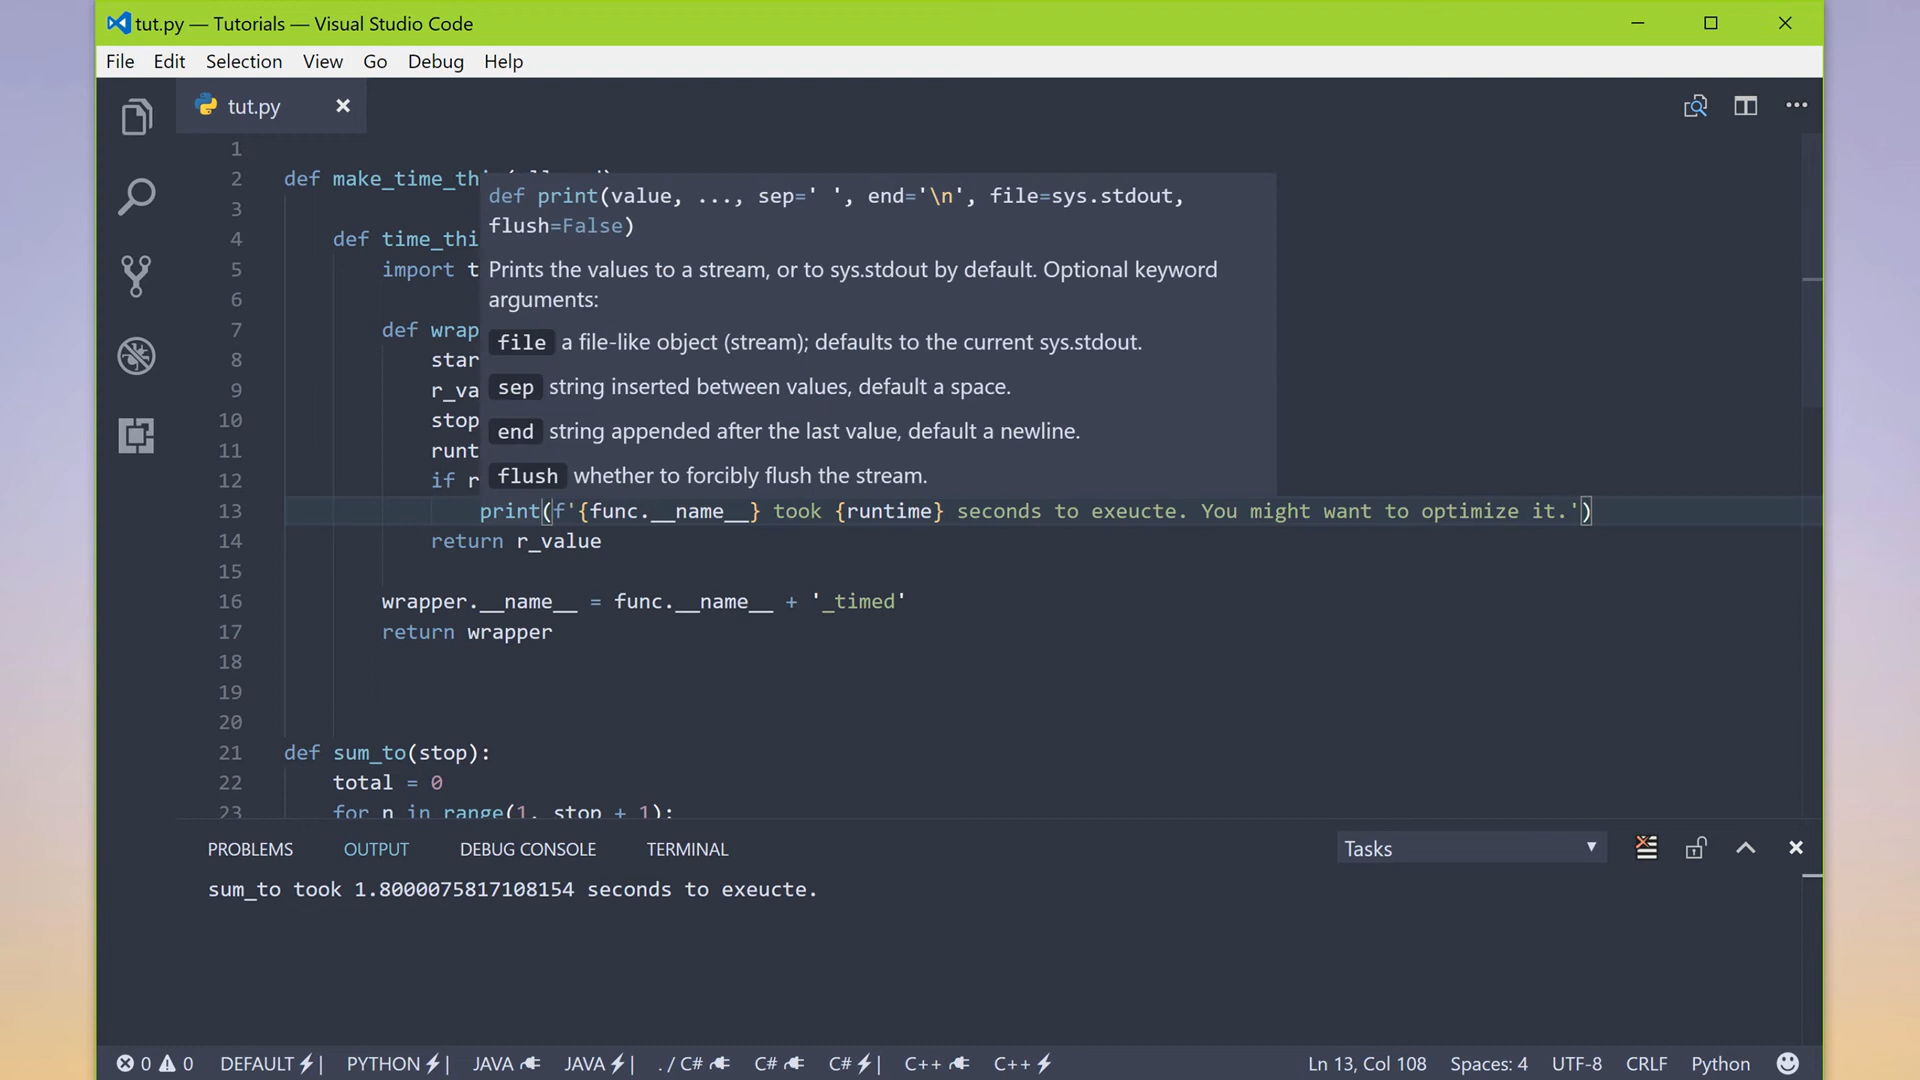 tut.py — Tutorials — Visual Studio Code
File Edit Selection View Go Debug Help
tut.py
1
2 def make_time_thi
3
4 def time_thi
5 import t
6
7 def wrap
8 star
9 r_va
10 stop
11 runt
12 if r
def print(value, ..., sep=' ', end='\n', file=sys.stdout,
flush=False)
Prints the values to a stream, or to sys.stdout by default. Optional keyword
arguments:
file a file-like object (stream); defaults to the current sys.stdout.
sep string inserted between values, default a space.
end string appended after the last value, default a newline.
flush whether to forcibly flush the stream.
13 print(f'{func.__name__} took {runtime} seconds to exeucte. You might want to optimize it.')
14 return r_value
15
16 wrapper.__name__ = func.__name__ + '_timed'
17 return wrapper
18
19
20
21 def sum_to(stop):
22 total = 0
23 for n in range(1, stop + 1):
PROBLEMS OUTPUT DEBUG CONSOLE TERMINAL Tasks
sum_to took 1.8000075817108154 seconds to exeucte.
0 0 DEFAULT | PYTHON | JAVA JAVA | ./C# C# C# | C++ C++ Ln 13, Col 108 Spaces: 4 UTF-8 CRLF Python